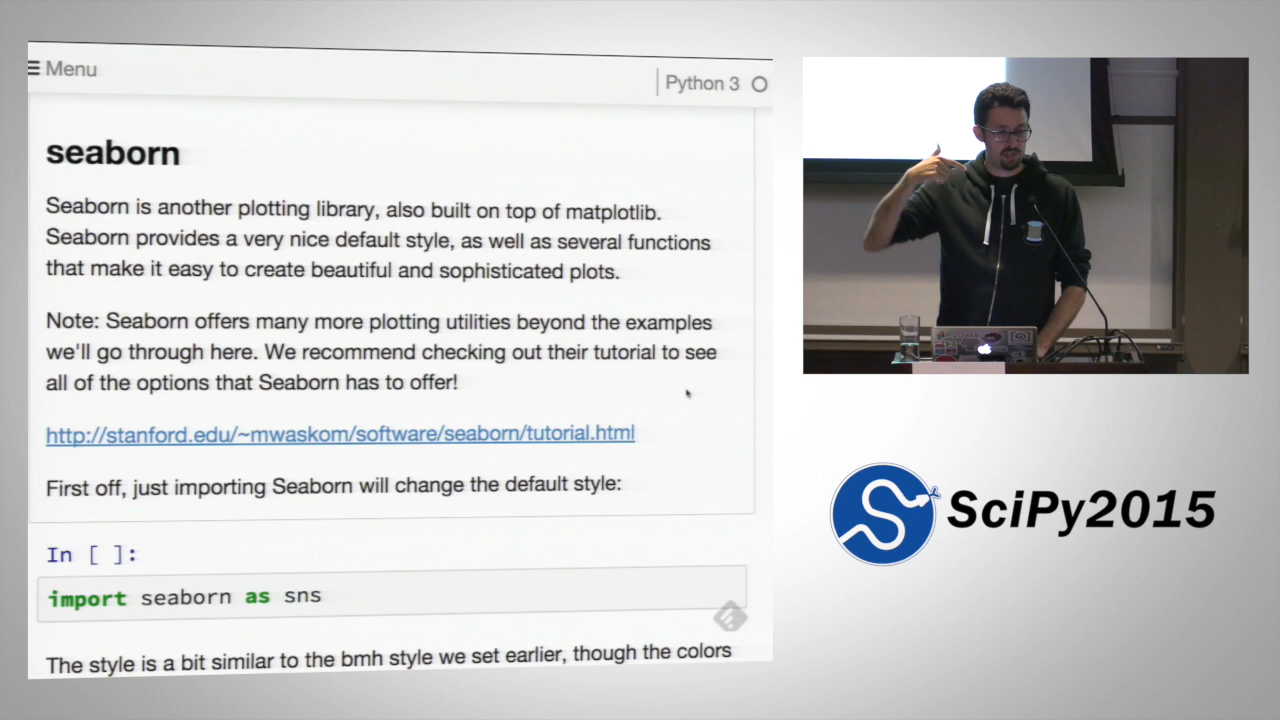 Menu
Python 3
seaborn
Seaborn is another plotting library, also built on top of matplotlib.
Seaborn provides a very nice default style, as well as several functions
that make it easy to create beautiful and sophisticated plots.
Note: Seaborn offers many more plotting utilities beyond the examples
we'll go through here. We recommend checking out their tutorial to see
all of the options that Seaborn has to offer!
http://stanford.edu/~mwaskom/software/seaborn/tutorial.html
First off, just importing Seaborn will change the default style:
In [ ]:
import seaborn as sns
The style is a bit similar to the bmh style we set earlier, though the colors
SciPy2015